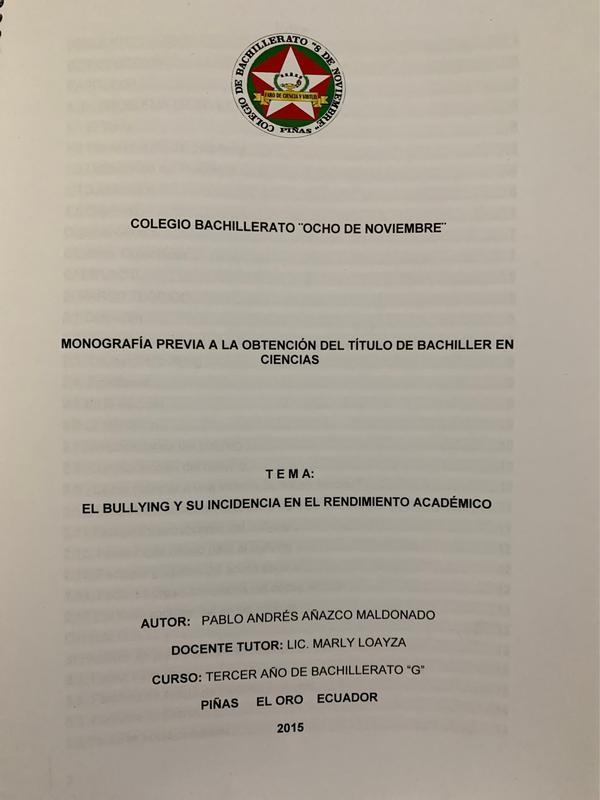 COLEGIO DE BACHILLERATO "8 DE NOVIEMBRE"
FARO DE CIENCIA Y VIRTUD
PIÑAS
COLEGIO BACHILLERATO ¨OCHO DE NOVIEMBRE¨
MONOGRAFÍA PREVIA A LA OBTENCIÓN DEL TÍTULO DE BACHILLER EN
CIENCIAS
T E M A:
EL BULLYING Y SU INCIDENCIA EN EL RENDIMIENTO ACADÉMICO
AUTOR: PABLO ANDRÉS AÑAZCO MALDONADO
DOCENTE TUTOR: LIC. MARLY LOAYZA
CURSO: TERCER AÑO DE BACHILLERATO “G”
PIÑAS EL ORO ECUADOR
2015